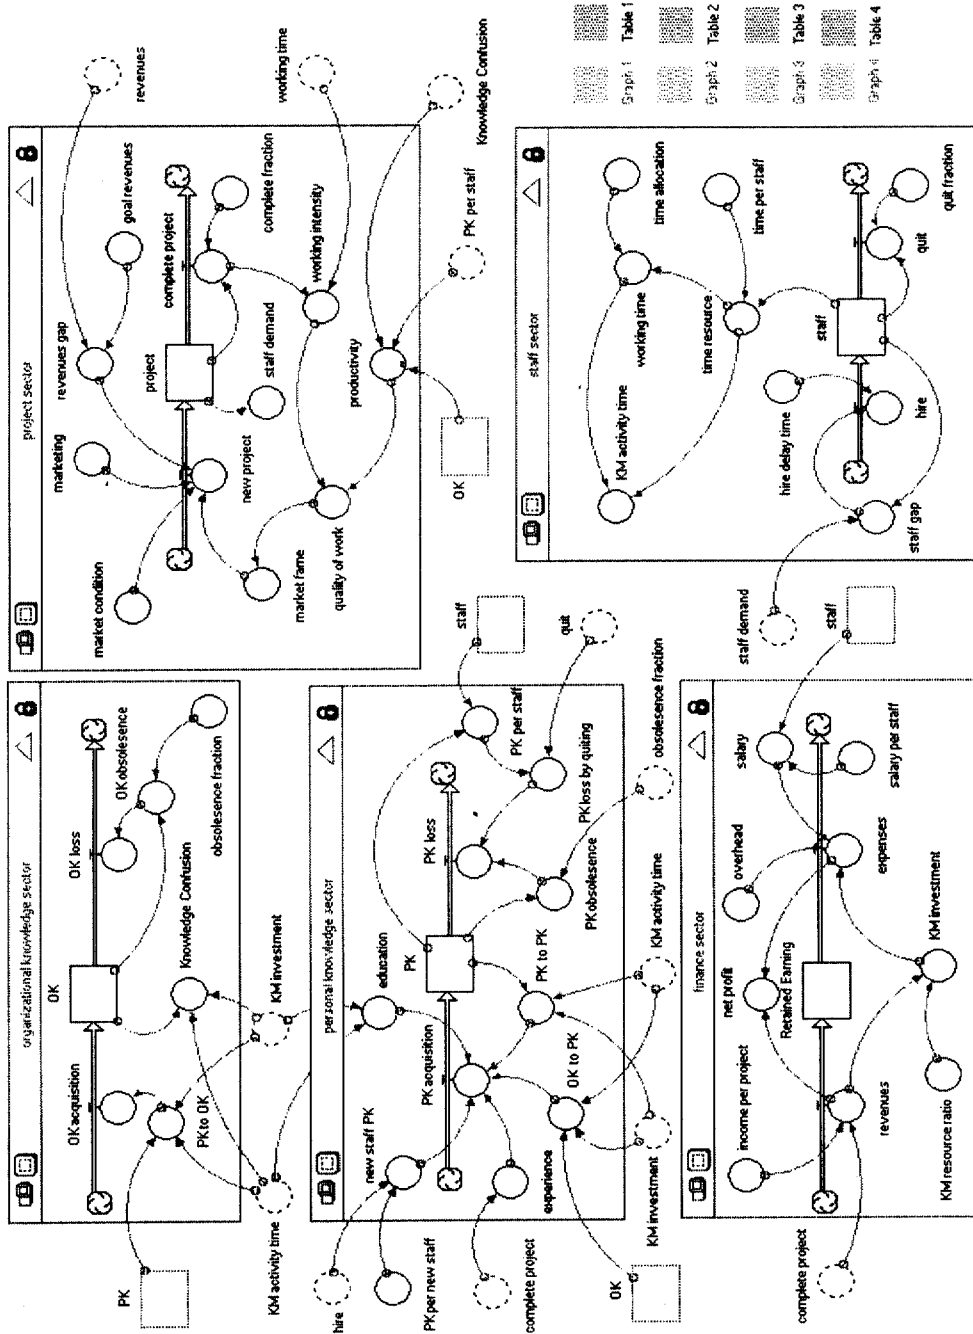 organizational knowledge sector
OK
OK acquisition
OK loss
OK obsolesence
PK to OK
Knowledge Confusion
obsolesence fraction
PK
KM activity time
KM investment
personal knowledge sector
new staff PK
education
PK
PK acquisition
PK loss
PK per staff
staff
hire
PK per new staff
experience
OK to PK
PK to PK
PK obsolesence
PK loss by quiting
quit
complete project
OK
KM investment
KM activity time
obsolesence fraction
finance sector
income per project
net profit
overhead
salary
staff
Retained Earning
revenues
expenses
salary per staff
complete project
KM resource ratio
KM investment
project sector
market condition
marketing
revenues gap
goal revenues
revenues
project
complete project
new project
staff demand
complete fraction
working time
market fame
quality of work
productivity
working intensity
Knowledge Confusion
OK
PK per staff
staff sector
KM activity time
working time
time allocation
time resource
time per staff
hire delay time
staff
staff demand
staff gap
hire
quit
quit fraction
Graph 1
Table 1
Graph 2
Table 2
Graph 3
Table 3
Graph 4
Table 4